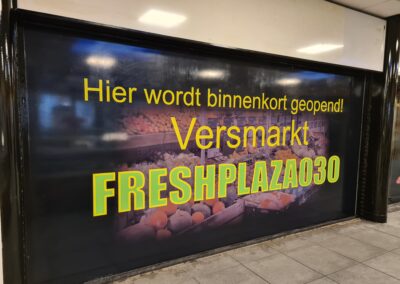 Hier wordt binnenkort geopend!
Versmarkt
FRESHPLAZA030